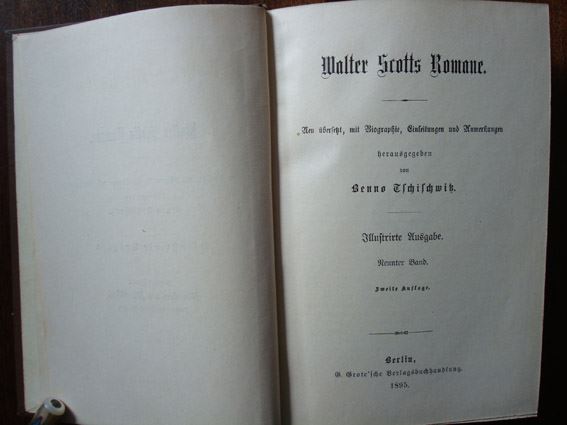 Walter Scotts Romane.
Neu übersetzt, mit Biographie, Einleitungen und Anmerkungen
herausgegeben
von
Benno Tschischwitz.
Illustrirte Ausgabe.
Neunter Band.
Zweite Auflage.
Berlin,
G. Grote'sche Verlagsbuchhandlung.
1895.